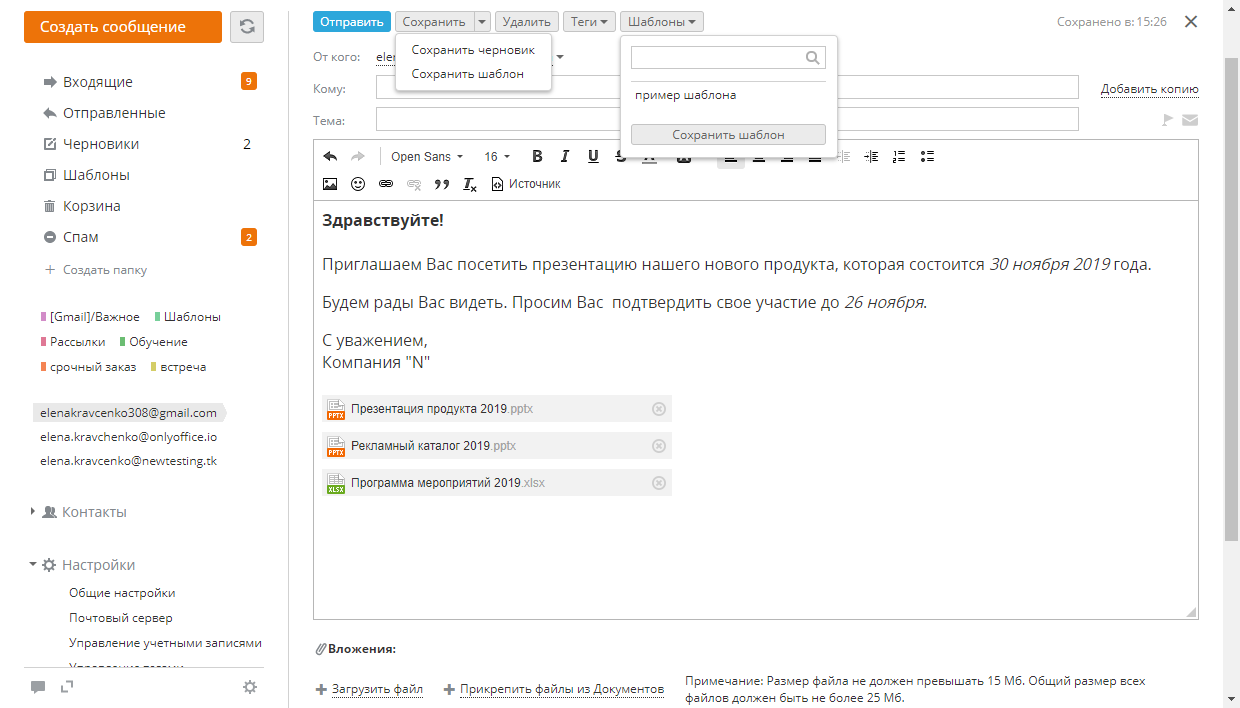 Создать сообщение
Входящие 9
Отправленные
Черновики 2
Шаблоны
Корзина
Спам 2
Создать папку
[Gmail]/Важное Шаблоны
Рассылки Обучение
срочный заказ встреча
elenakravcenko308@gmail.com
elena.kravchenko@onlyoffice.io
elena.kravcenko@newtesting.tk
Контакты
Настройки
Общие настройки
Почтовый сервер
Управление учетными записями
Отправить Сохранить Удалить Теги Шаблоны Сохранено в: 15:26
Сохранить черновик
Сохранить шаблон
пример шаблона
Сохранить шаблон
От кого:
Кому: Добавить копию
Тема:
Open Sans 16 B I U S
Источник
Здравствуйте!
Приглашаем Вас посетить презентацию нашего нового продукта, которая состоится 30 ноября 2019 года.
Будем рады Вас видеть. Просим Вас подтвердить свое участие до 26 ноября.
С уважением,
Компания "N"
PPTX Презентация продукта 2019.pptx
PPTX Рекламный каталог 2019.pptx
XLSX Программа мероприятий 2019.xlsx
Вложения:
Загрузить файл Прикрепить файлы из Документов
Примечание: Размер файла не должен превышать 15 Мб. Общий размер всех
файлов должен быть не более 25 Мб.